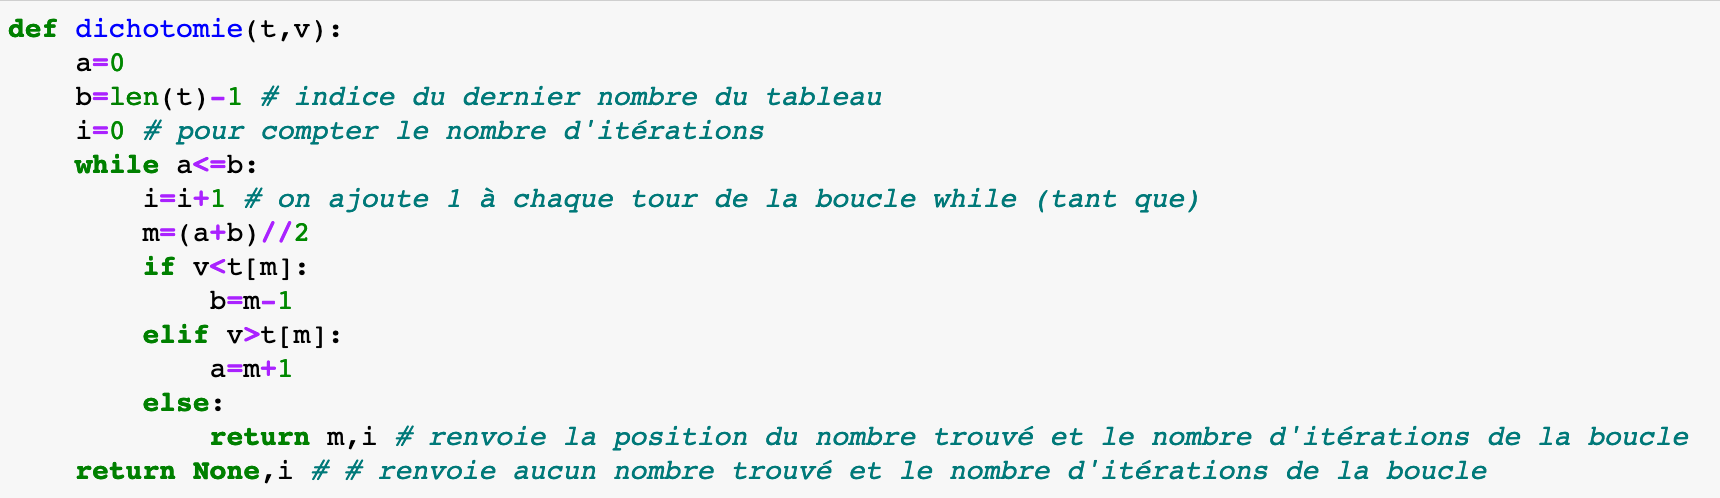 def dichotomie(t,v):
    a=0
    b=len(t)-1 # indice du dernier nombre du tableau
    i=0 # pour compter le nombre d'itérations
    while a<=b:
        i=i+1 # on ajoute 1 à chaque tour de la boucle while (tant que)
        m=(a+b)//2
        if v<t[m]:
            b=m-1
        elif v>t[m]:
            a=m+1
        else:
            return m,i # renvoie la position du nombre trouvé et le nombre d'itérations de la boucle
    return None,i # # renvoie aucun nombre trouvé et le nombre d'itérations de la boucle